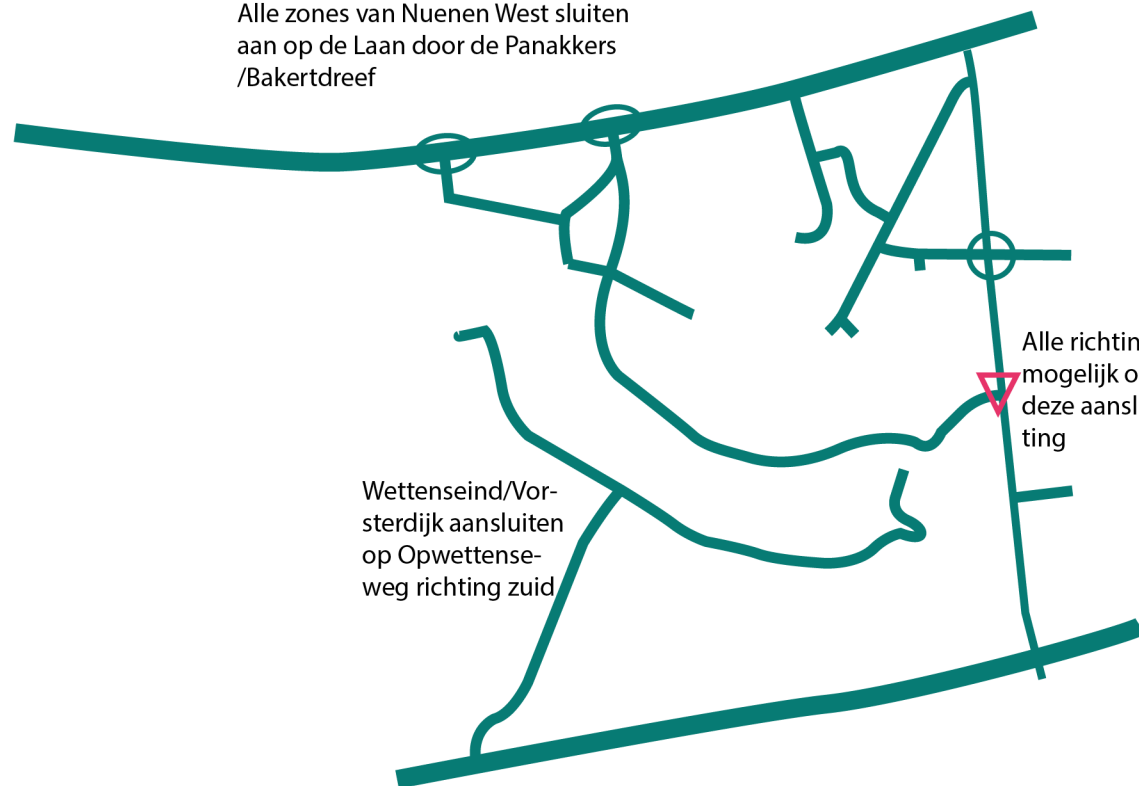 Alle zones van Nuenen West sluiten
aan op de Laan door de Panakkers
/Bakertdreef
Alle richtin
mogelijk o
deze aansl
ting
Wettenseind/Vor-
sterdijk aansluiten
op Opwettense-
weg richting zuid